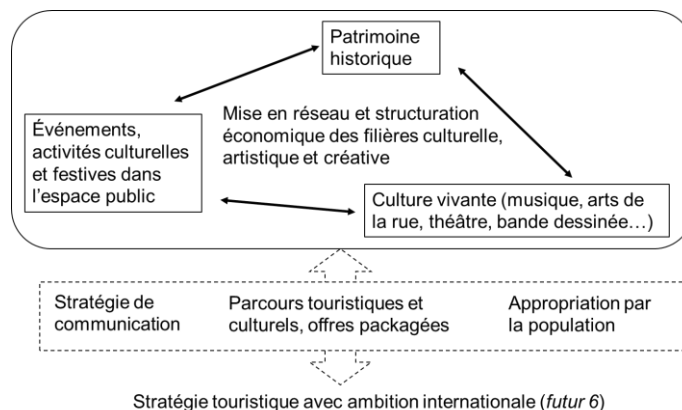 Patrimoine
historique
Événements,
activités culturelles
et festives dans
l'espace public
Mise en réseau et structuration
économique des filières culturelle,
artistique et créative
Culture vivante (musique, arts de
la rue, théâtre, bande dessinée…)
Stratégie de
communication
Parcours touristiques et
culturels, offres packagées
Appropriation par
la population
Stratégie touristique avec ambition internationale (futur 6)